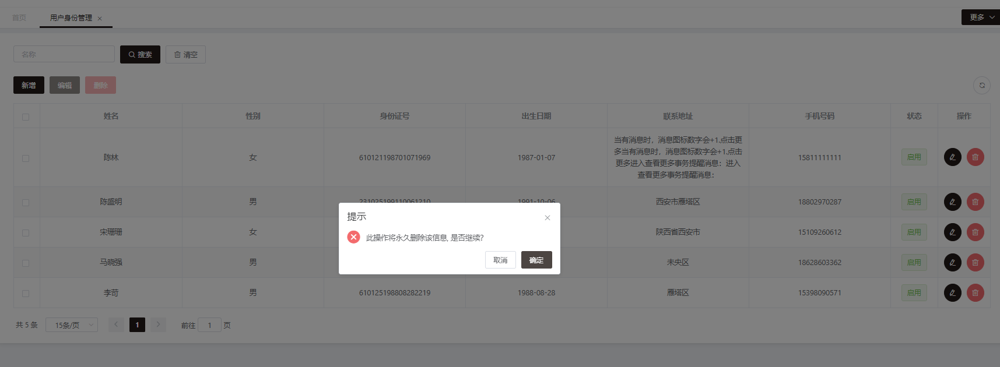 首页 用户身份管理 更多
名称 搜索 清空
新增 编辑 删除
姓名 性别 身份证号 出生日期 联系地址 手机号码 状态 操作
陈林 女 610121198701071969 1987-01-07 当有消息时，消息图标数字会+1.点击更 15811111111 启用
多当有消息时，消息图标数字会+1.点击
更多进入查看更多事务提醒消息：进入
查看更多事务提醒消息：
陈盛明 男 231025199110061210 1991-10-06 西安市雁塔区 18802970287 启用
宋珊珊 女 陕西省西安市 15109260612 启用
马晓强 男 未央区 18628603362 启用
李苛 男 610125198808282219 1988-08-28 雁塔区 15398090571 启用
提示
此操作将永久删除该信息, 是否继续?
取消 确定
共 5 条 15条/页 1 前往 1 页